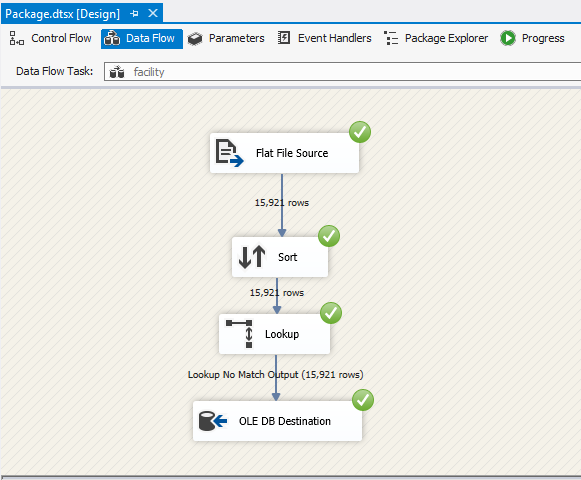 Package.dtsx [Design]
Control Flow Data Flow Parameters Event Handlers Package Explorer Progress
Data Flow Task: facility
Flat File Source
15,921 rows
Sort
15,921 rows
Lookup
Lookup No Match Output (15,921 rows)
OLE DB Destination